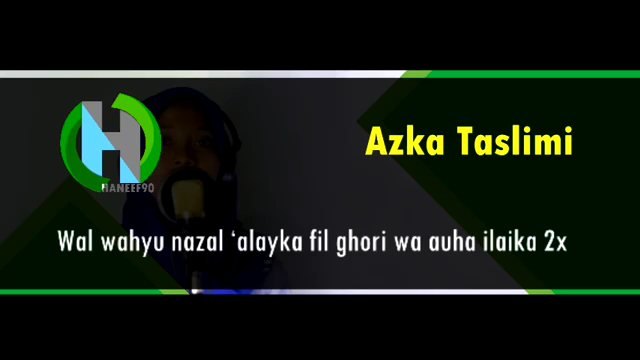 Azka Taslimi
HANEEF90
Wal wahyu nazal ‘alayka fil ghori wa auha ilaika 2x